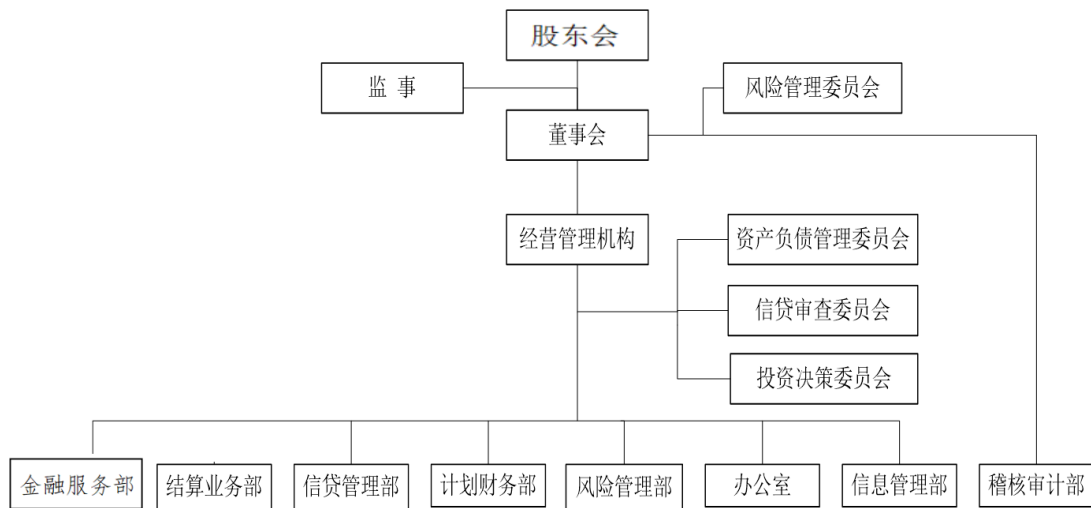 股东会
监 事
风险管理委员会
董事会
经营管理机构
资产负债管理委员会
信贷审查委员会
投资决策委员会
金融服务部
结算业务部
信贷管理部
计划财务部
风险管理部
办公室
信息管理部
稽核审计部